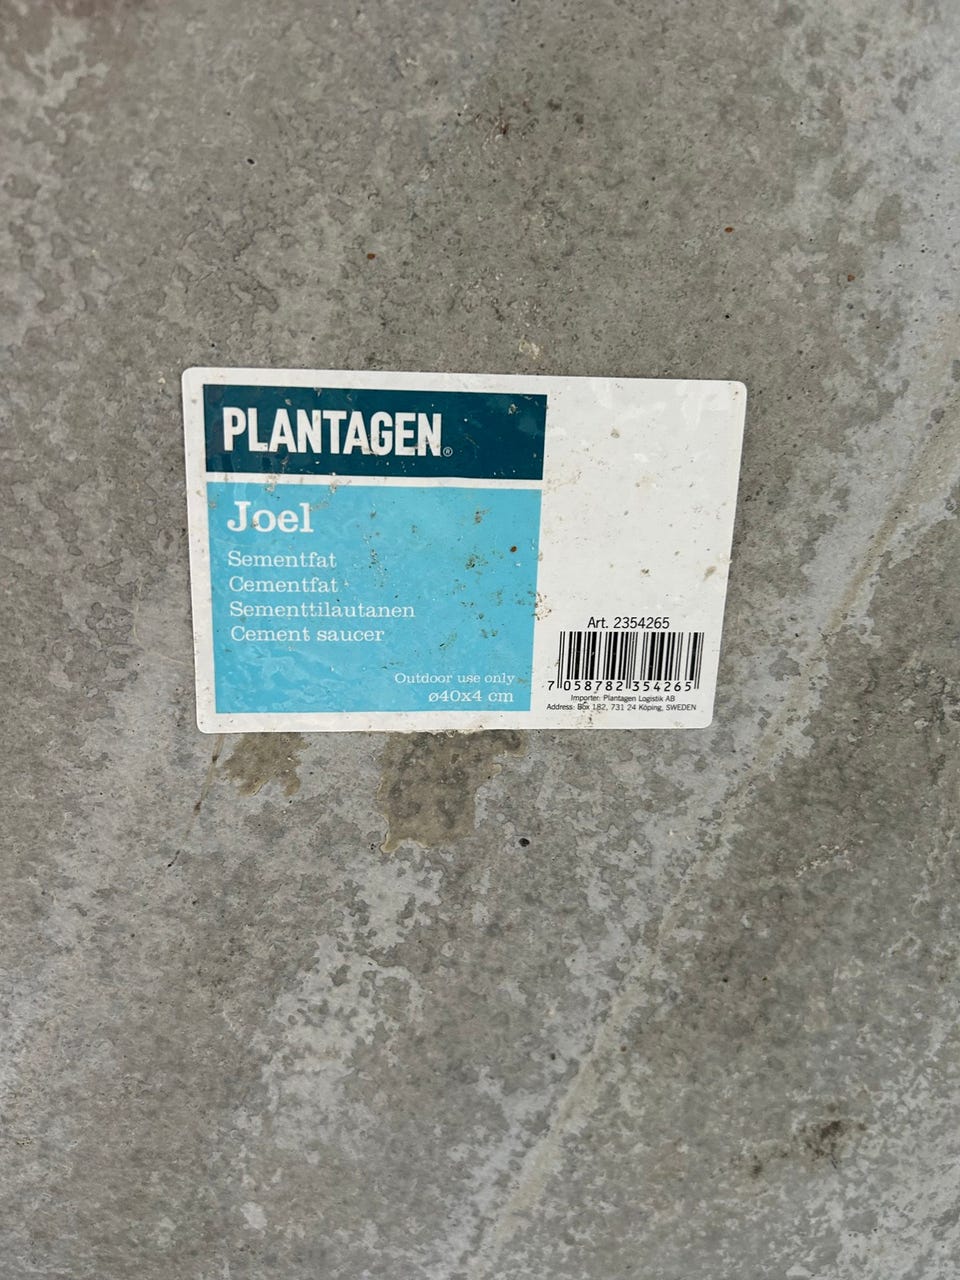 PLANTAGEN®
Joel
Sementfat
Cementfat
Sementtilautanen
Cement saucer
Outdoor use only
ø40x4 cm
Art. 2354265
7 058782 354265
Importer: Plantagen Logistik AB
Address: Box 182, 731 24 Köping, SWEDEN